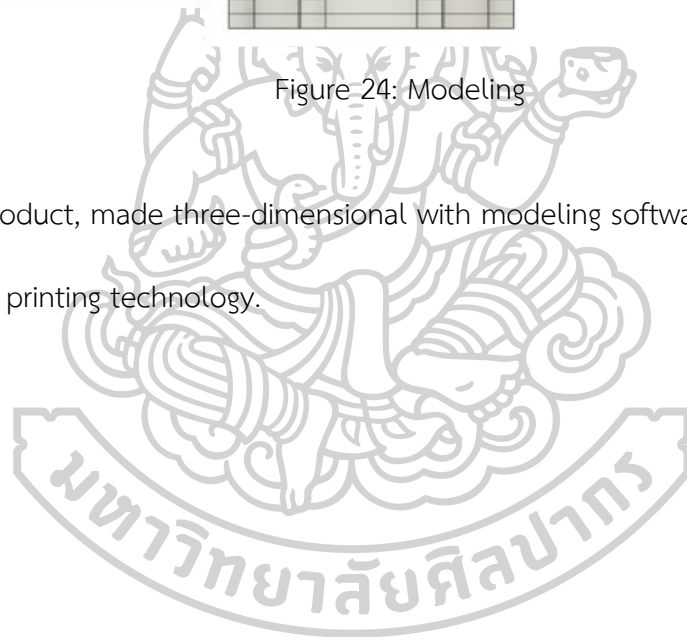 Figure 24: Modeling
oduct, made three-dimensional with modeling softwa
printing technology.
มหาวิทยาลัยศิลปากร